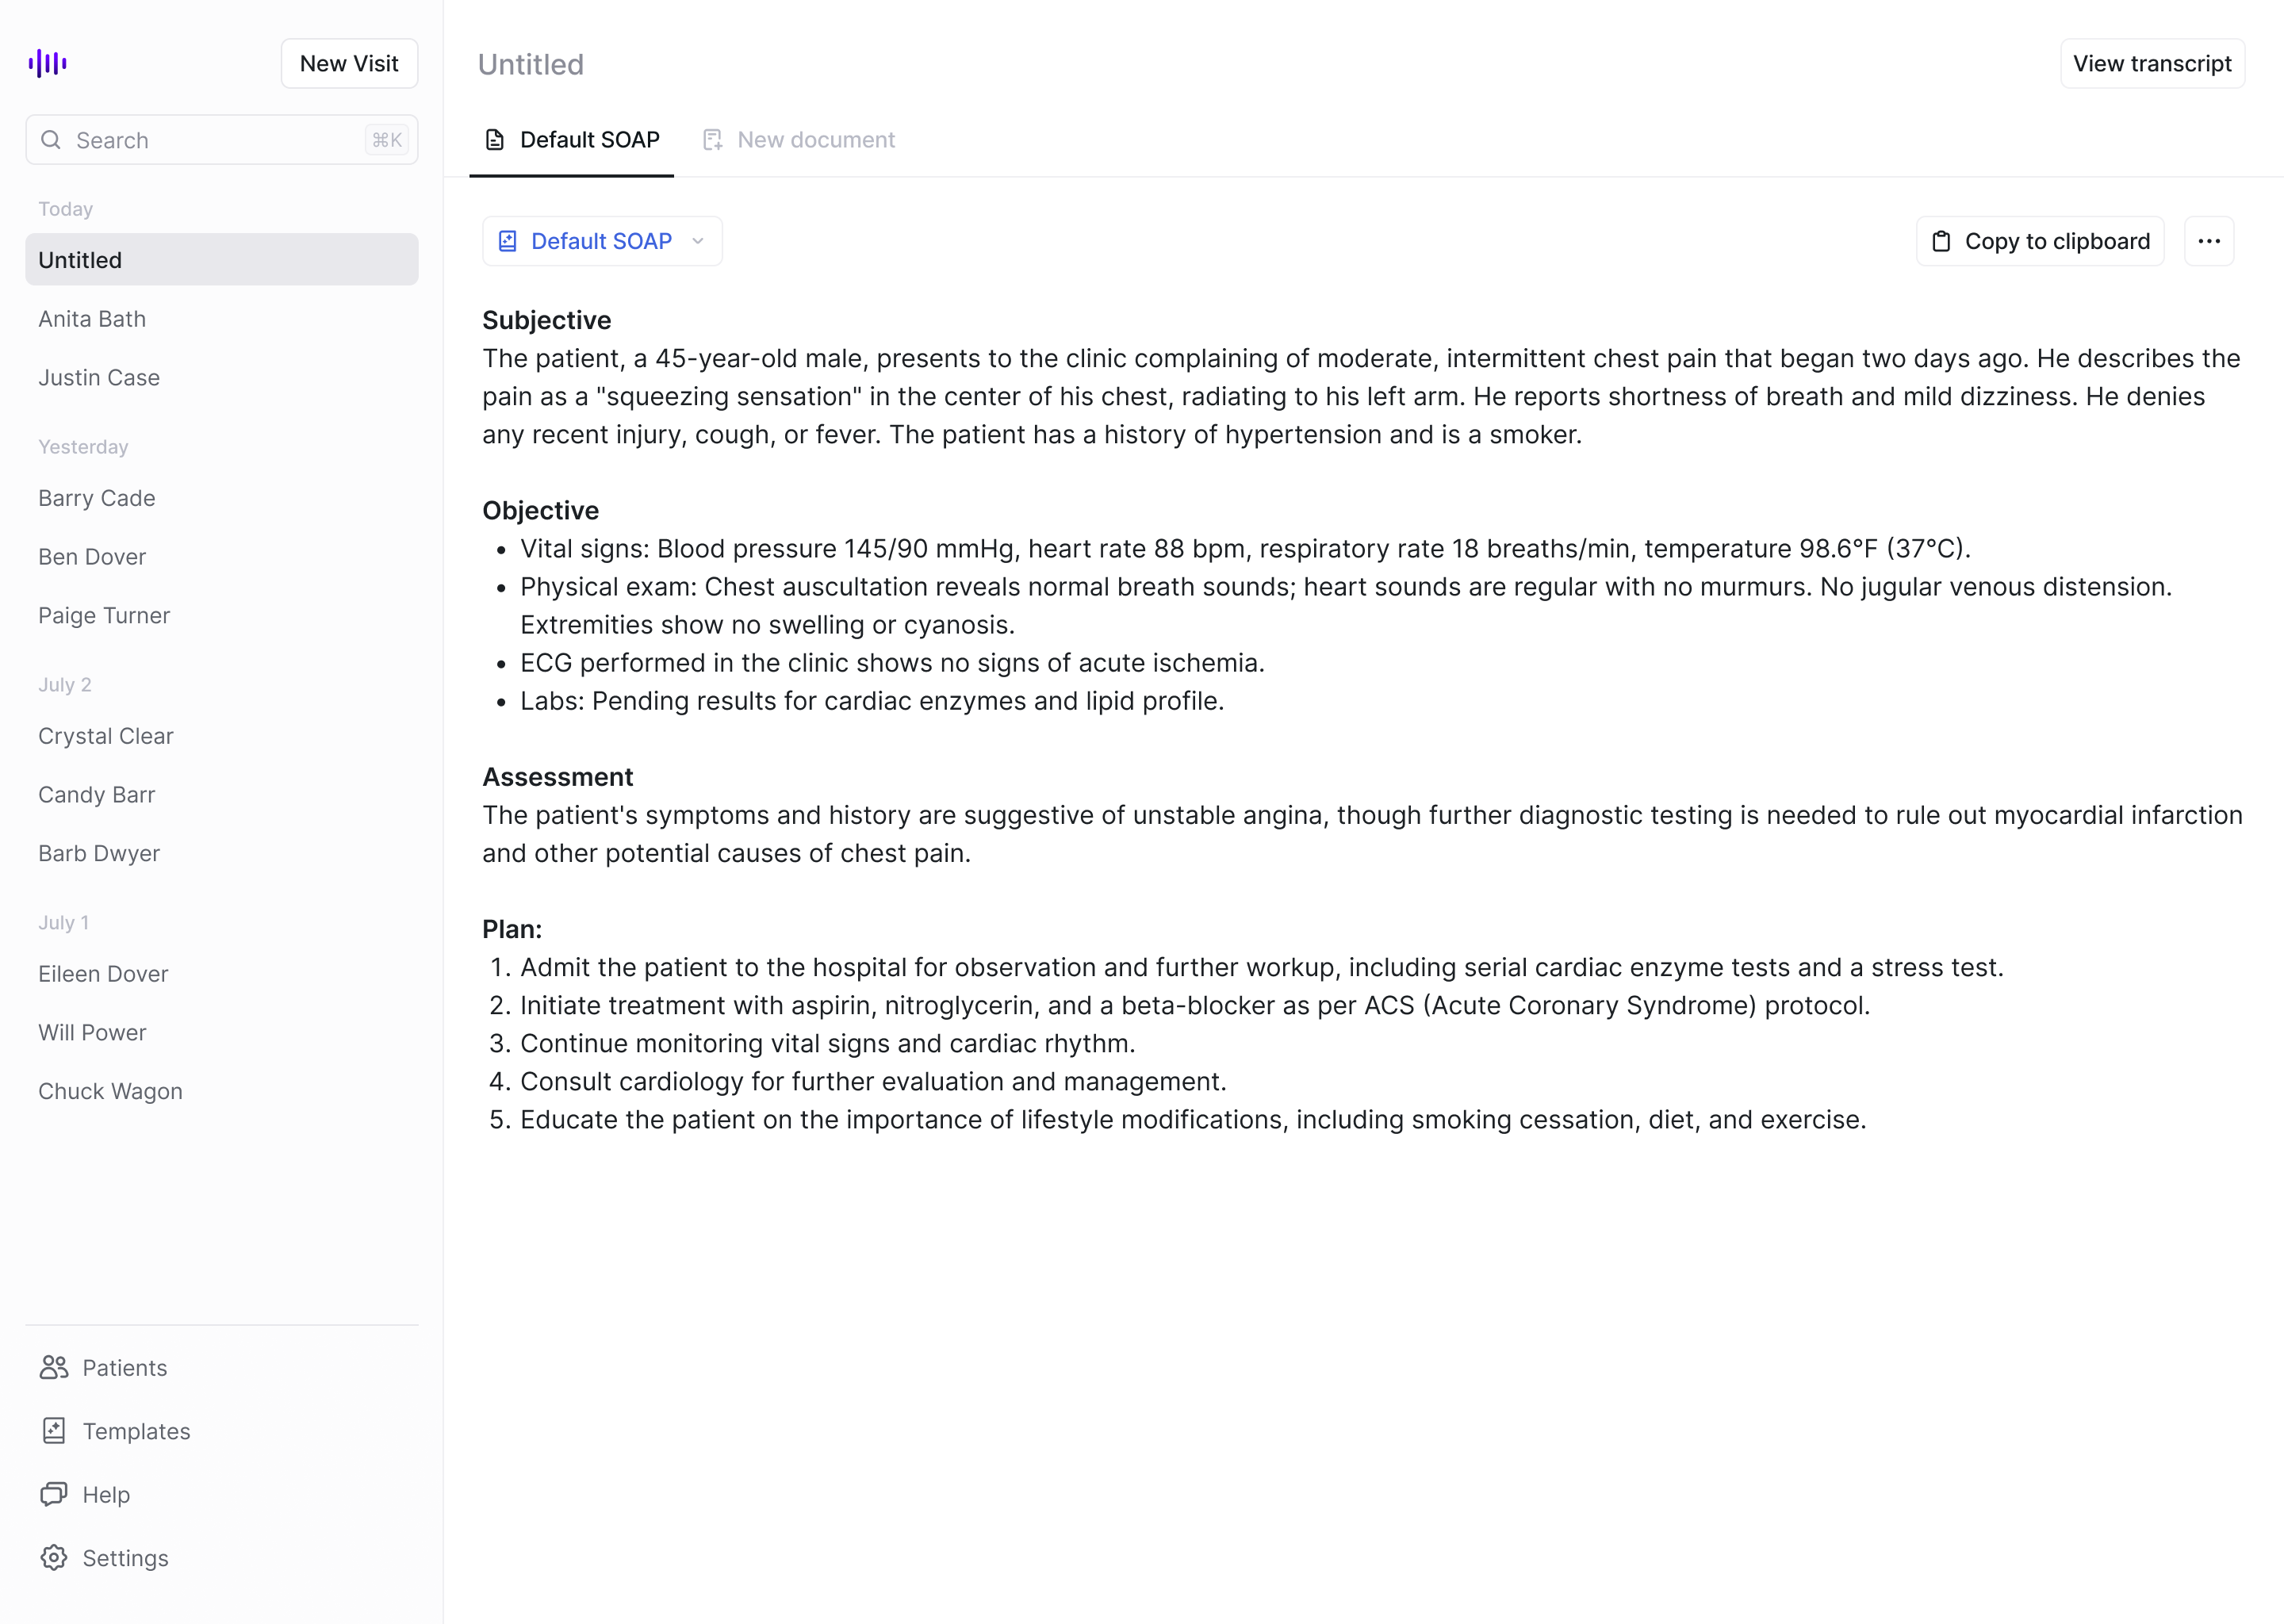 New Visit
Search
⌘K
Today
Untitled
Anita Bath
Justin Case
Yesterday
Barry Cade
Ben Dover
Paige Turner
July 2
Crystal Clear
Candy Barr
Barb Dwyer
July 1
Eileen Dover
Will Power
Chuck Wagon
Patients
Templates
Help
Settings
Untitled
View transcript
Default SOAP
New document
Default SOAP
Copy to clipboard
Subjective
The patient, a 45-year-old male, presents to the clinic complaining of moderate, intermittent chest pain that began two days ago. He describes the
pain as a "squeezing sensation" in the center of his chest, radiating to his left arm. He reports shortness of breath and mild dizziness. He denies
any recent injury, cough, or fever. The patient has a history of hypertension and is a smoker.
Objective
• Vital signs: Blood pressure 145/90 mmHg, heart rate 88 bpm, respiratory rate 18 breaths/min, temperature 98.6°F (37°C).
• Physical exam: Chest auscultation reveals normal breath sounds; heart sounds are regular with no murmurs. No jugular venous distension.
Extremities show no swelling or cyanosis.
• ECG performed in the clinic shows no signs of acute ischemia.
• Labs: Pending results for cardiac enzymes and lipid profile.
Assessment
The patient's symptoms and history are suggestive of unstable angina, though further diagnostic testing is needed to rule out myocardial infarction
and other potential causes of chest pain.
Plan:
1. Admit the patient to the hospital for observation and further workup, including serial cardiac enzyme tests and a stress test.
2. Initiate treatment with aspirin, nitroglycerin, and a beta-blocker as per ACS (Acute Coronary Syndrome) protocol.
3. Continue monitoring vital signs and cardiac rhythm.
4. Consult cardiology for further evaluation and management.
5. Educate the patient on the importance of lifestyle modifications, including smoking cessation, diet, and exercise.